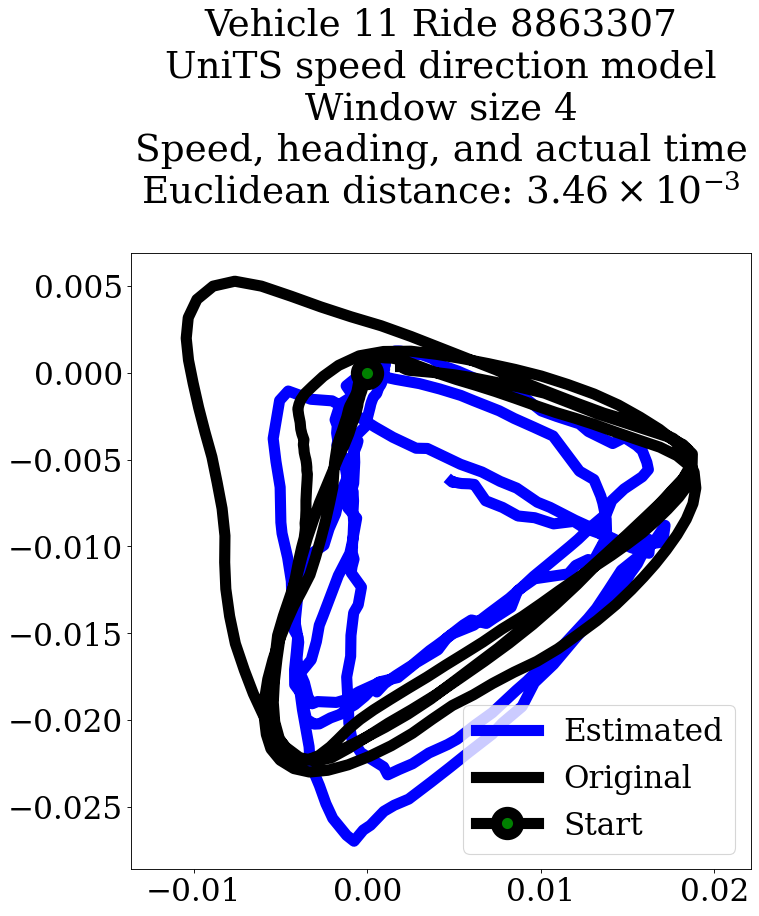 Vehicle 11 Ride 8863307
UniTS speed direction model
Window size 4
Speed, heading, and actual time
Euclidean distance: 3.46 × 10⁻³
0.005
0.000
−0.005
−0.010
−0.015
−0.020
−0.025
Estimated
Original
Start
−0.01 0.00 0.01 0.02